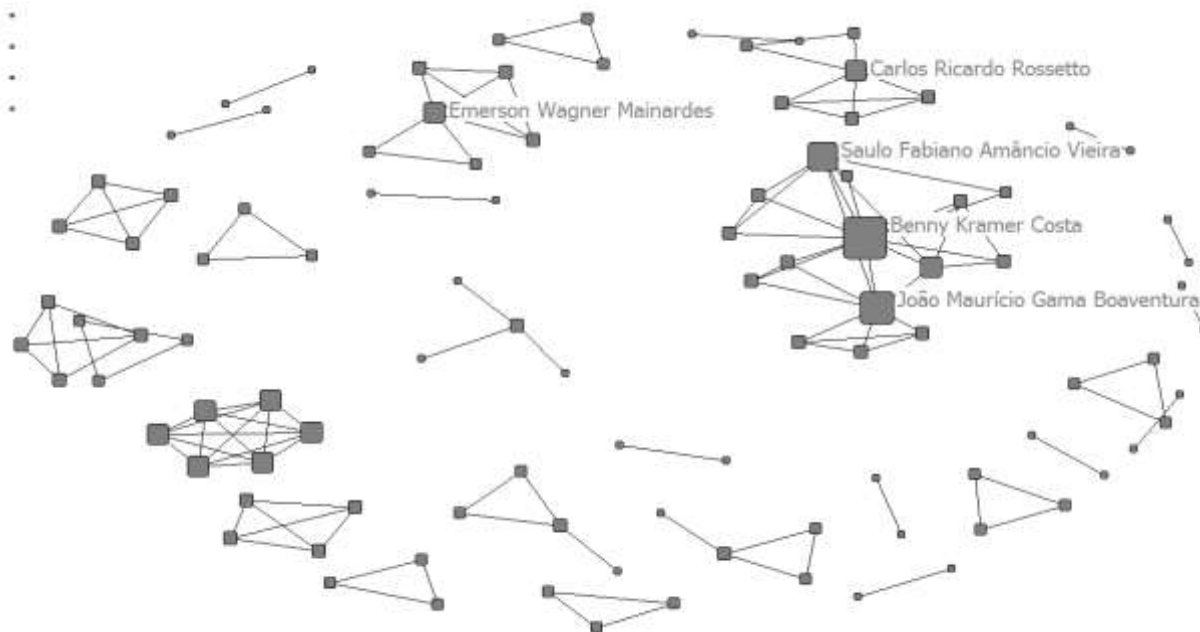 Carlos Ricardo Rossetto
Emerson Wagner Mainardes
Saulo Fabiano Amâncio Vieira
Benny Kramer Costa
João Maurício Gama Boaventura